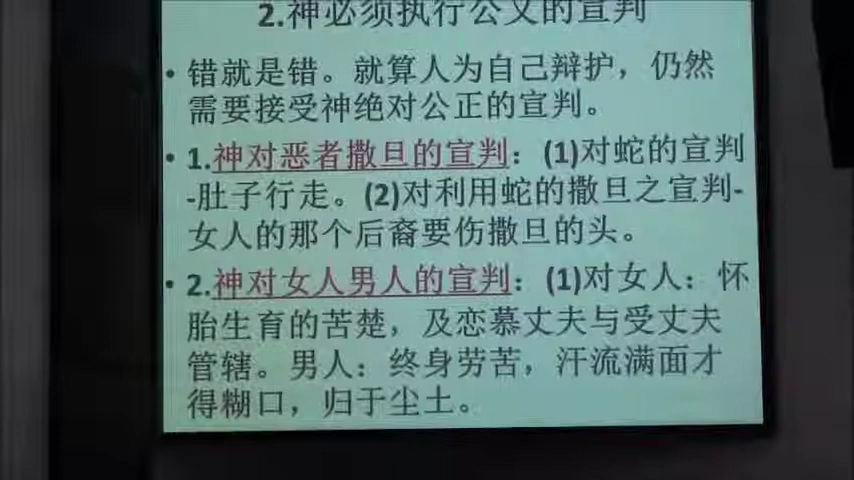 2.神必须执行公义的宣判
• 错就是错。就算人为自己辩护，仍然
需要接受神绝对公正的宣判。
• 1.神对恶者撒旦的宣判：(1)对蛇的宣判
-肚子行走。(2)对利用蛇的撒旦之宣判-
女人的那个后裔要伤撒旦的头。
• 2.神对女人男人的宣判：(1)对女人：怀
胎生育的苦楚，及恋慕丈夫与受丈夫
管辖。男人：终身劳苦，汗流满面才
得糊口，归于尘土。